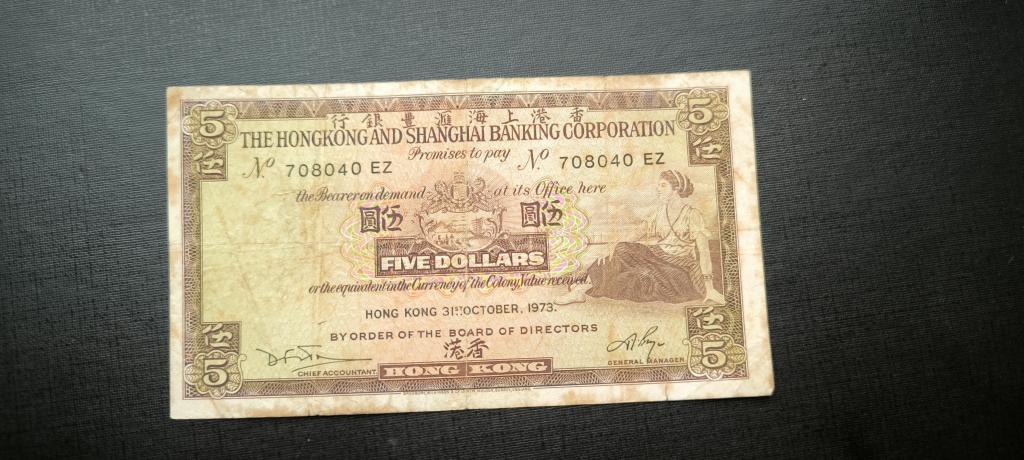 5 行銀豐滙海上港香 5
伍 THE HONGKONG AND SHANGHAI BANKING CORPORATION 伍
Promises to pay
No 708040 EZ No 708040 EZ
the Bearer on demand at its Office here
圓伍 圓伍
FIVE DOLLARS
or the equivalent in the Currency of the Colony Value received.
HONG KONG 31ST OCTOBER, 1973.
BY ORDER OF THE BOARD OF DIRECTORS
伍 港香 伍
CHIEF ACCOUNTANT. GENERAL MANAGER
5 HONG KONG 5